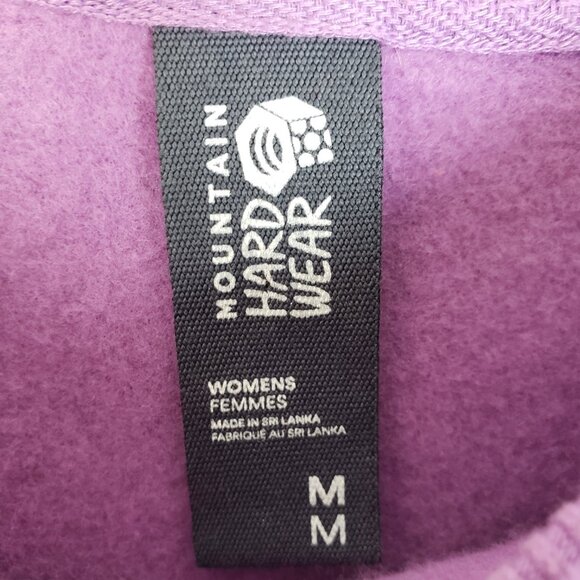 MOUNTAIN
HARD
WEAR
WOMENS
FEMMES
MADE IN SRI LANKA
FABRIQUÉ AU SRI LANKA
M
M